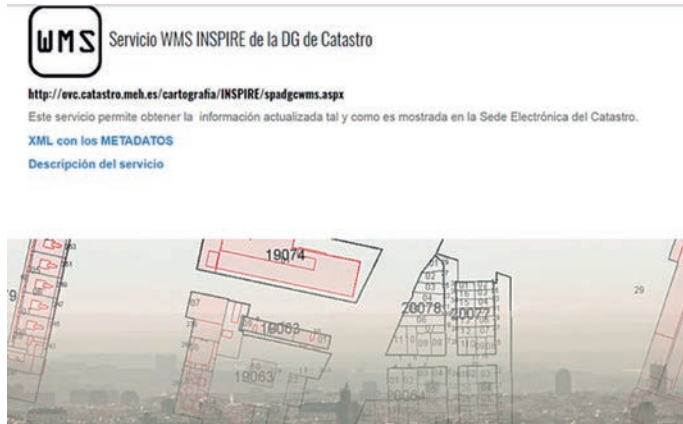 WMS
Servicio WMS INSPIRE de la DG de Catastro
http://ovc.catastro.meh.es/cartografia/INSPIRE/spadgcwms.aspx
Este servicio permite obtener la información actualizada tal y como es mostrada en la Sede Electrónica del Catastro.
XML con los METADATOS
Descripción del servicio
19074
29
20078
20077
19063
19063
20064